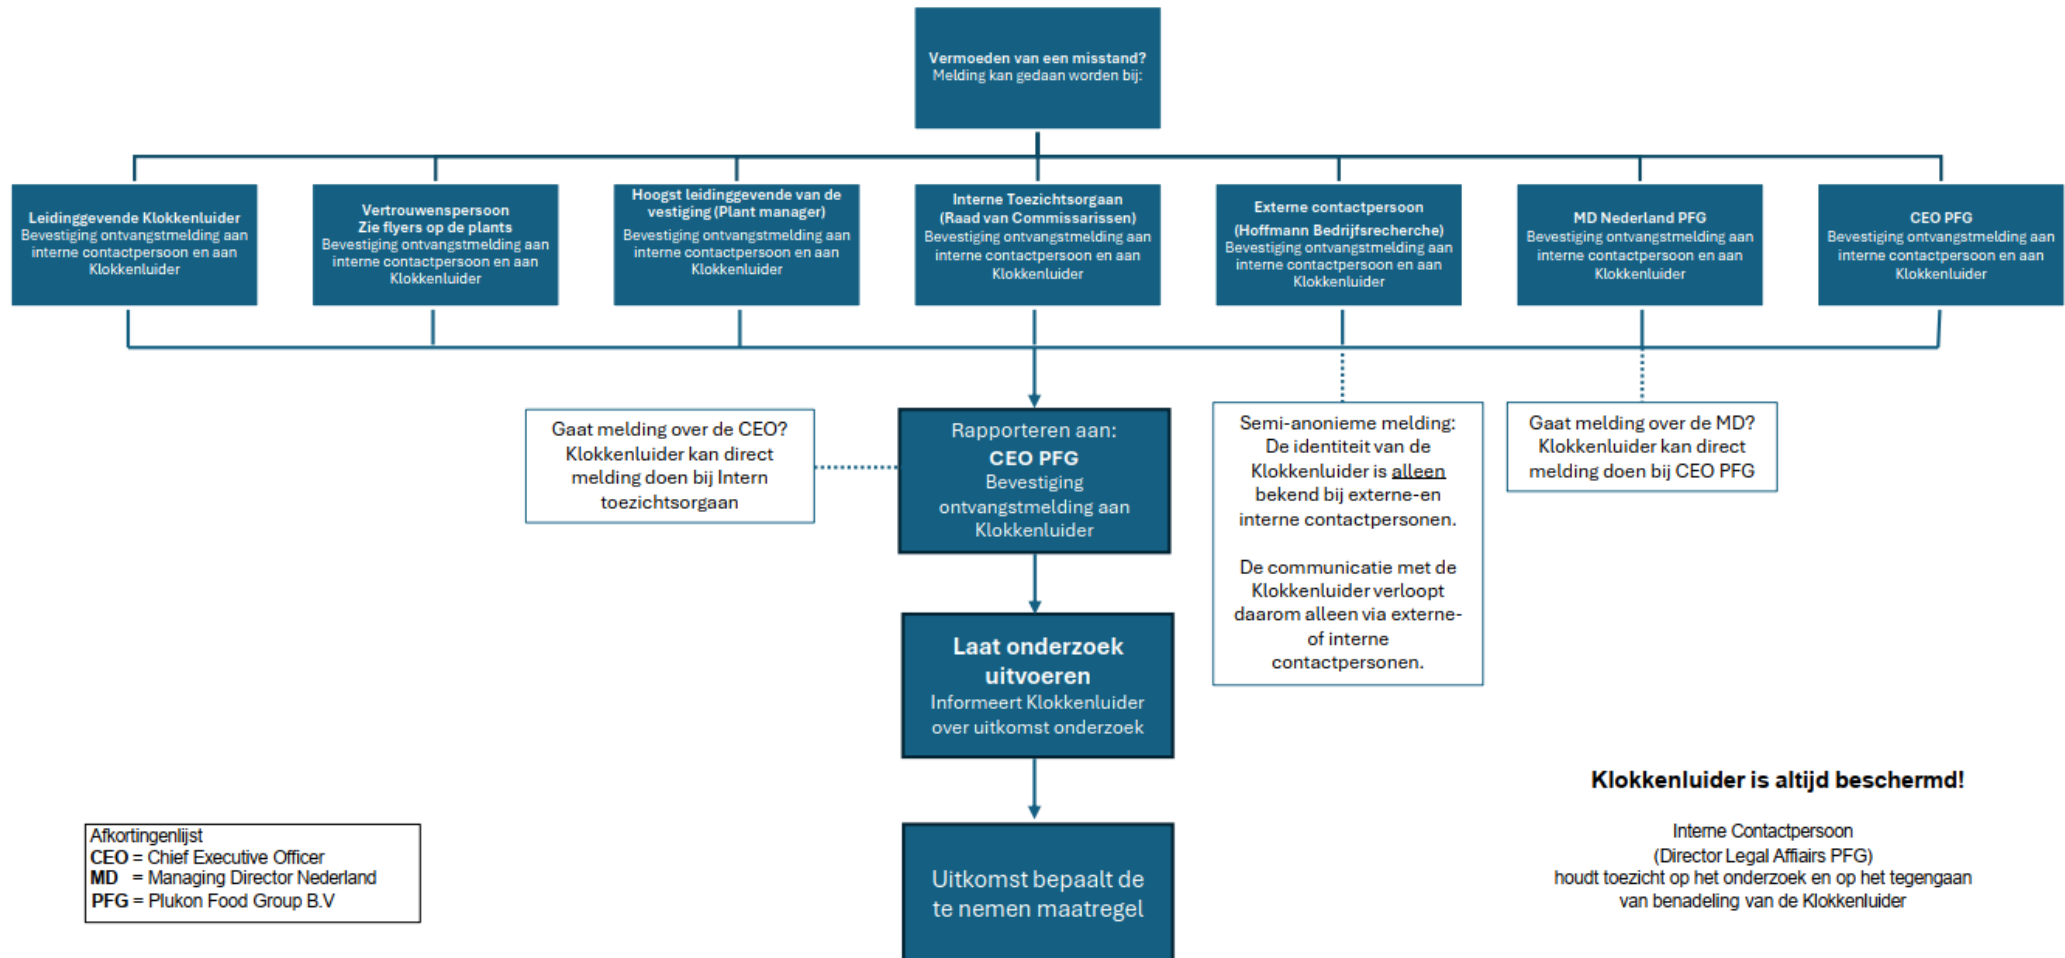 Vermoeden van een misstand?
Melding kan gedaan worden bij:
Leidinggevende Klokkenluider
Bevestiging ontvangstmelding aan
interne contactpersoon en aan
Klokkenluider
Vertrouwenspersoon
Zie flyers op de plants
Bevestiging ontvangstmelding aan
interne contactpersoon en aan
Klokkenluider
Hoogst leidinggevende van de
vestiging (Plant manager)
Bevestiging ontvangstmelding aan
interne contactpersoon en aan
Klokkenluider
Interne Toezichtsorgaan
(Raad van Commissarissen)
Bevestiging ontvangstmelding aan
interne contactpersoon en aan
Klokkenluider
Externe contactpersoon
(Hoffmann Bedrijfsrecherche)
Bevestiging ontvangstmelding aan
interne contactpersoon en aan
Klokkenluider
MD Nederland PFG
Bevestiging ontvangstmelding aan
interne contactpersoon en aan
Klokkenluider
CEO PFG
Bevestiging ontvangstmelding aan
interne contactpersoon en aan
Klokkenluider
Gaat melding over de CEO?
Klokkenluider kan direct
melding doen bij Intern
toezichtsorgaan
Rapporteren aan:
CEO PFG
Bevestiging
ontvangstmelding aan
Klokkenluider
Semi-anonieme melding:
De identiteit van de
Klokkenluider is alleen
bekend bij externe-en
interne contactpersonen.
De communicatie met de
Klokkenluider verloopt
daarom alleen via externe-
of interne
contactpersonen.
Gaat melding over de MD?
Klokkenluider kan direct
melding doen bij CEO PFG
Laat onderzoek
uitvoeren
Informeert Klokkenluider
over uitkomst onderzoek
Uitkomst bepaalt de
te nemen maatregel
Afkortingenlijst
CEO = Chief Executive Officer
MD = Managing Director Nederland
PFG = Plukon Food Group B.V
Klokkenluider is altijd beschermd!
Interne Contactpersoon
(Director Legal Affiairs PFG)
houdt toezicht op het onderzoek en op het tegengaan
van benadeling van de Klokkenluider